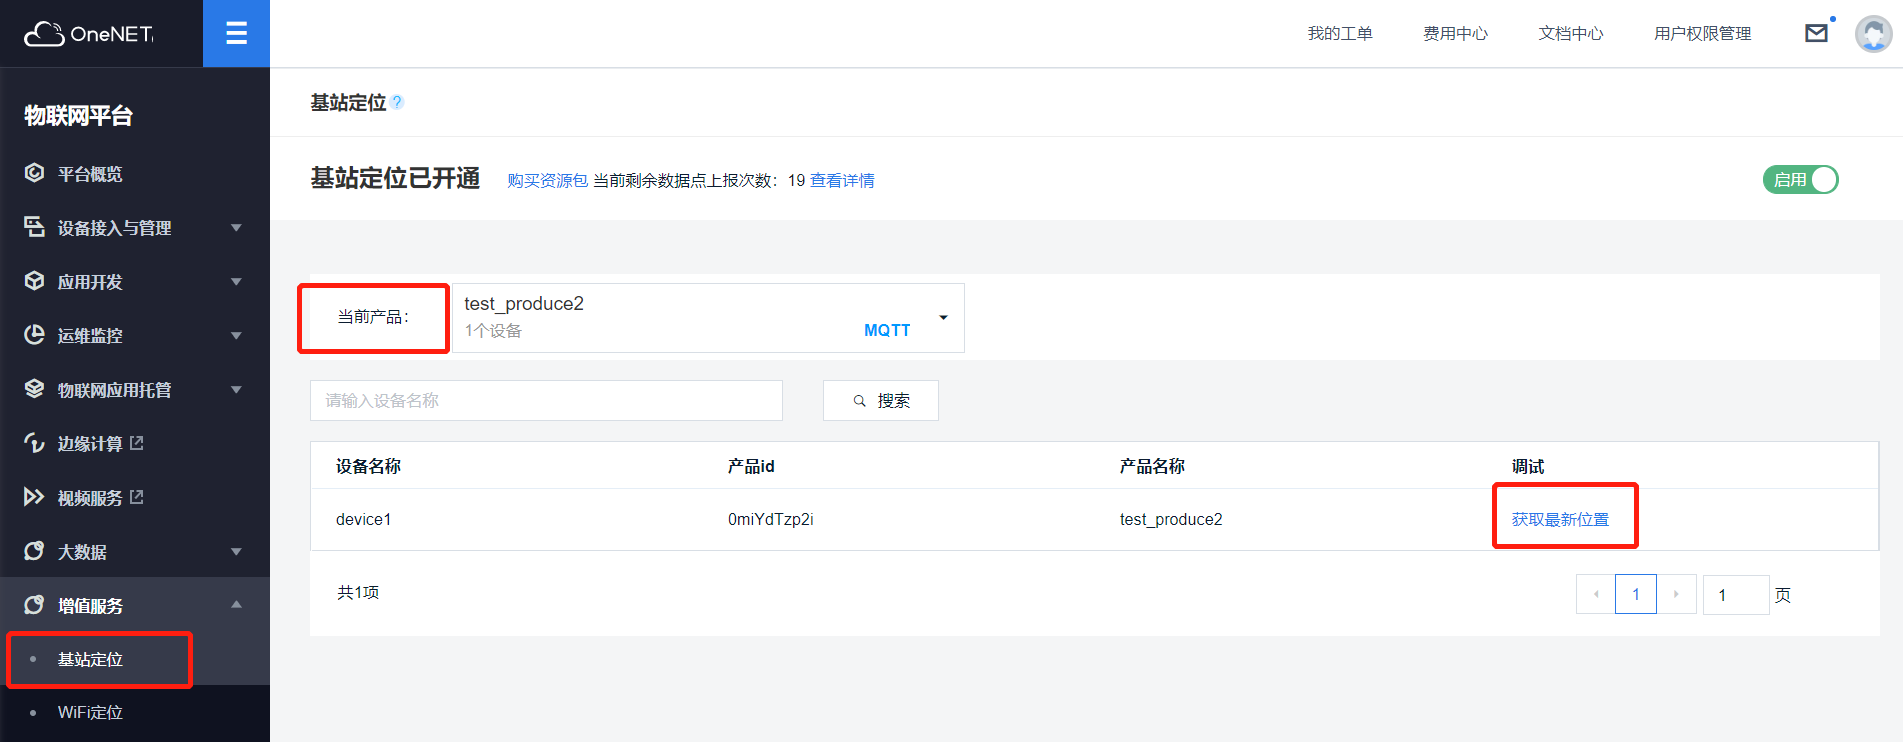 OneNET
我的工单
费用中心
文档中心
用户权限管理
物联网平台
平台概览
设备接入与管理
应用开发
运维监控
物联网应用托管
边缘计算
视频服务
大数据
增值服务
基站定位
WiFi定位
基站定位?
基站定位已开通 购买资源包 当前剩余数据点上报次数：19 查看详情
启用
当前产品：
test_produce2
1个设备
MQTT
请输入设备名称
搜索
设备名称 产品id 产品名称 调试
device1 0miYdTzp2i test_produce2 获取最新位置
共1项
1 1 页